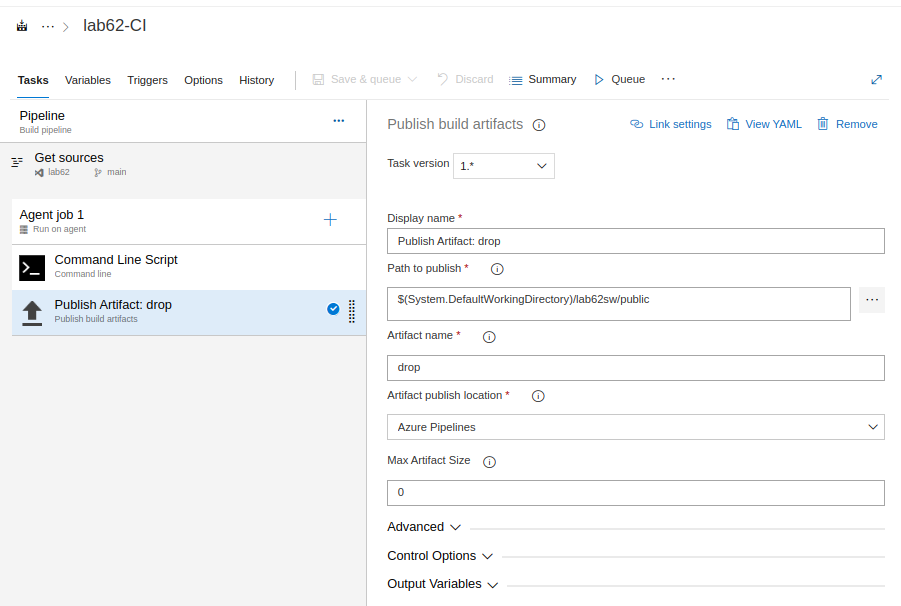 ··· > lab62-CI
Tasks Variables Triggers Options History Save & queue Discard Summary Queue ···
Pipeline
Build pipeline
···
Get sources
lab62 main
Agent job 1
Run on agent
+
Command Line Script
Command line
Publish Artifact: drop
Publish build artifacts
Publish build artifacts Link settings View YAML Remove
Task version 1.*
Display name *
Publish Artifact: drop
Path to publish *
$(System.DefaultWorkingDirectory)/lab62sw/public ···
Artifact name *
drop
Artifact publish location *
Azure Pipelines
Max Artifact Size
0
Advanced
Control Options
Output Variables